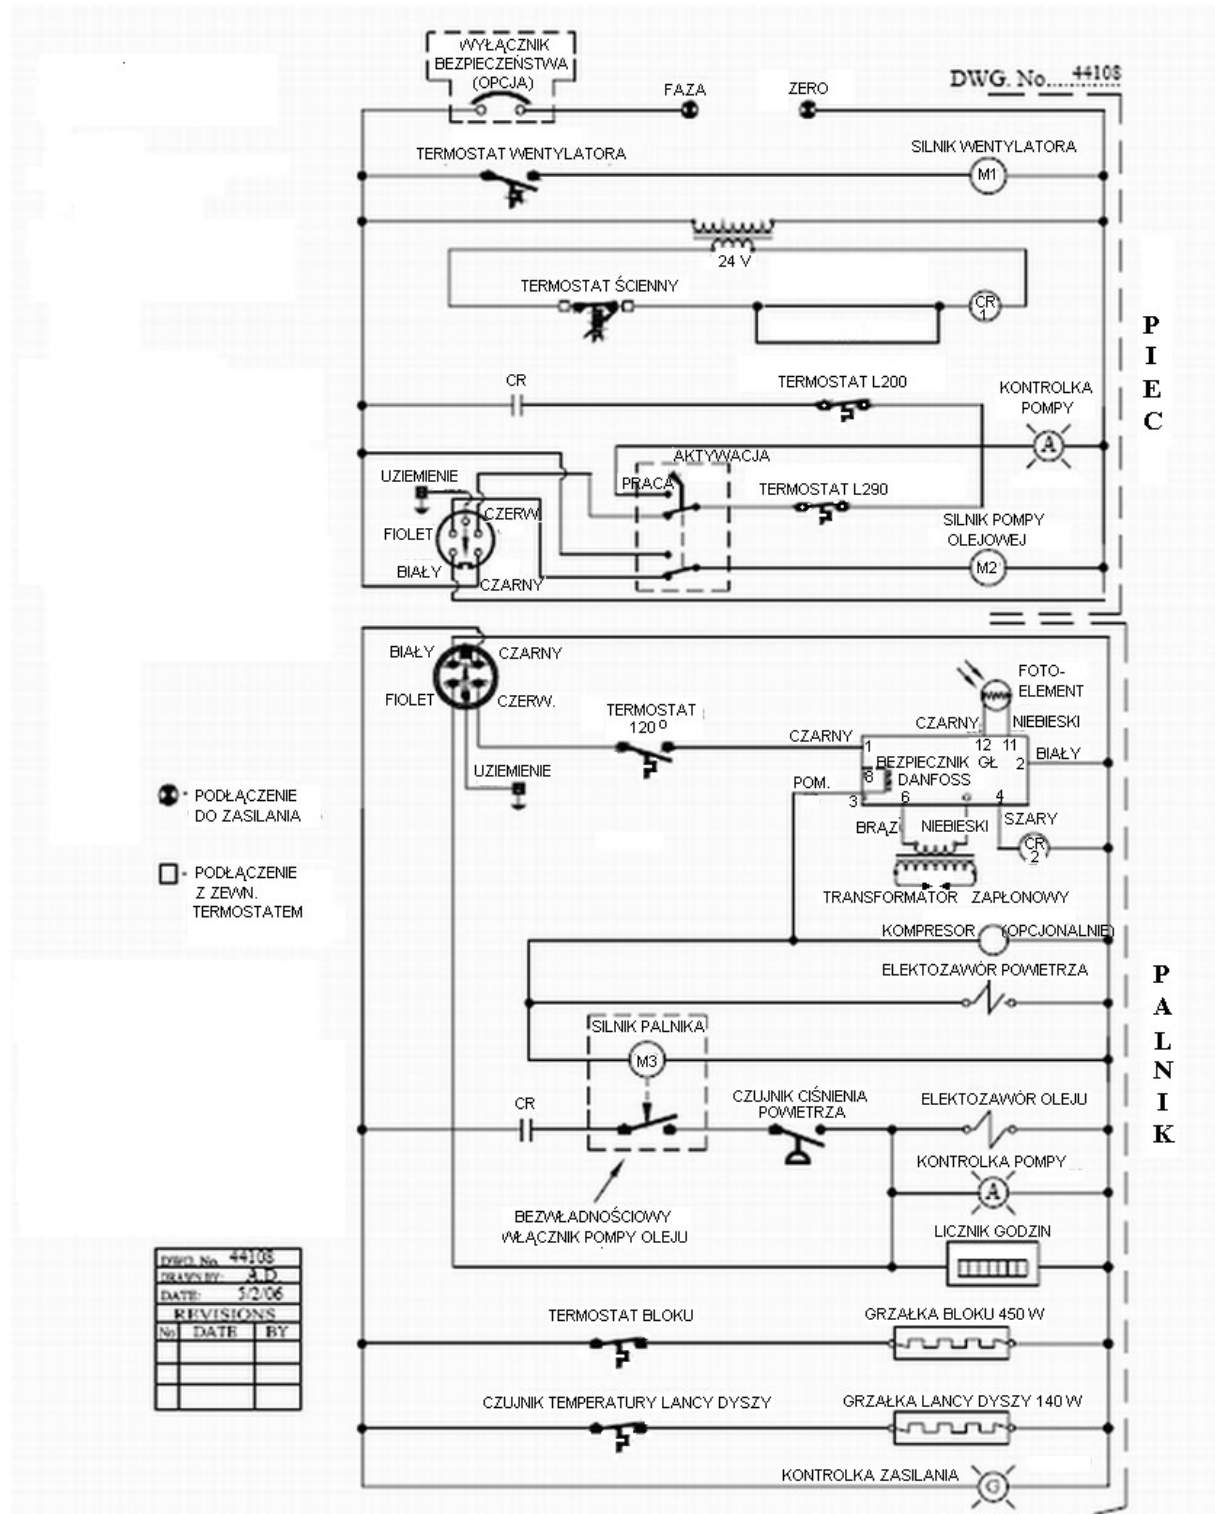 WYŁĄCZNIK
BEZPIECZEŃSTWA
(OPCJA)
DWG. No..... 44108
FAZA
ZERO
TERMOSTAT WENTYLATORA
SILNIK WENTYLATORA
M1
24 V
TERMOSTAT ŚCIENNY
CR
1
P
I
E
C
CR
TERMOSTAT L200
KONTROLKA
POMPY
A
AKTYWACJA
UZIEMIENIE
PRACA
TERMOSTAT L290
CZERW.
FIOLET
SILNIK POMPY
OLEJOWEJ
M2
BIAŁY
CZARNY
BIAŁY
CZARNY
FIOLET
CZERW.
FOTO-
ELEMENT
TERMOSTAT
120 º
CZARNY
NIEBIESKI
CZARNY
1
12
11
BEZPIECZNIK GŁ
2
BIAŁY
DANFOSS
8
UZIEMIENIE
POM.
3
6
4
SZARY
BRĄZ
NIEBIESKI
CR
2
- PODŁĄCZENIE
DO ZASILANIA
- PODŁĄCZENIE
Z ZEWN.
TERMOSTATEM
TRANSFORMATOR ZAPŁONOWY
KOMPRESOR (OPCJONALNIE)
ELEKTOZAWÓR POWIETRZA
P
A
L
N
I
K
SILNIK PALNIKA
M3
CR
CZUJNIK CIŚNIENIA
POWIETRZA
ELEKTOZAWÓR OLEJU
KONTROLKA POMPY
A
BEZWŁADNOŚCIOWY
WŁĄCZNIK POMPY OLEJU
LICZNIK GODZIN
DWG. No. 44108
DRAWN BY: A.D.
DATE: 5/2/06
REVISIONS
No DATE BY
TERMOSTAT BLOKU
GRZAŁKA BLOKU 450 W
CZUJNIK TEMPERATURY LANCY DYSZY
GRZAŁKA LANCY DYSZY 140 W
KONTROLKA ZASILANIA
G